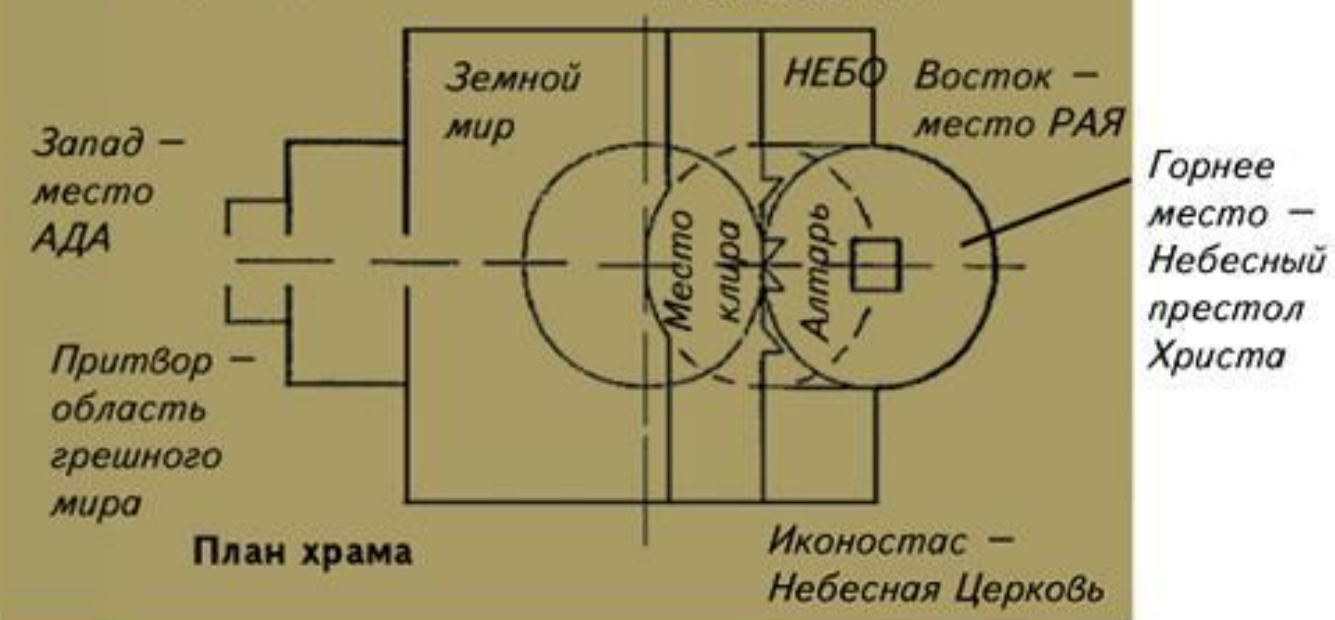 Земной
мир
НЕБО
Восток –
место РАЯ
Запад –
место
АДА
Горнее
место –
Небесный
престол
Христа
Место
клира
Алтарь
Притвор –
область
грешного
мира
План храма
Иконостас –
Небесная Церковь